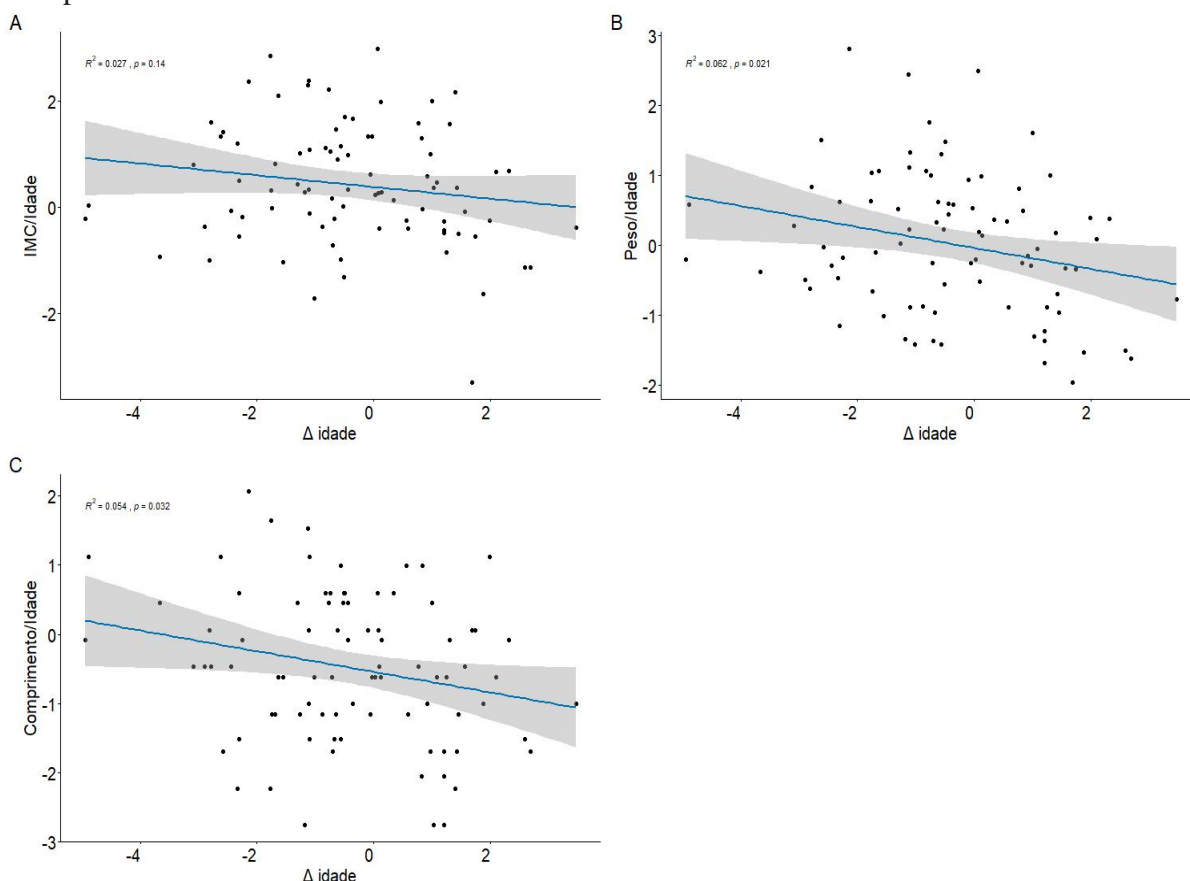 A
R² = 0.027 , p = 0.14
IMC/Idade
2
0
-2
-4
-2
0
2
Δ idade
B
R² = 0.062 , p = 0.021
Peso/Idade
3
2
1
0
-1
-2
-4
-2
0
2
Δ idade
C
R² = 0.054 , p = 0.032
Comprimento/Idade
2
1
0
-1
-2
-3
-4
-2
0
2
Δ idade